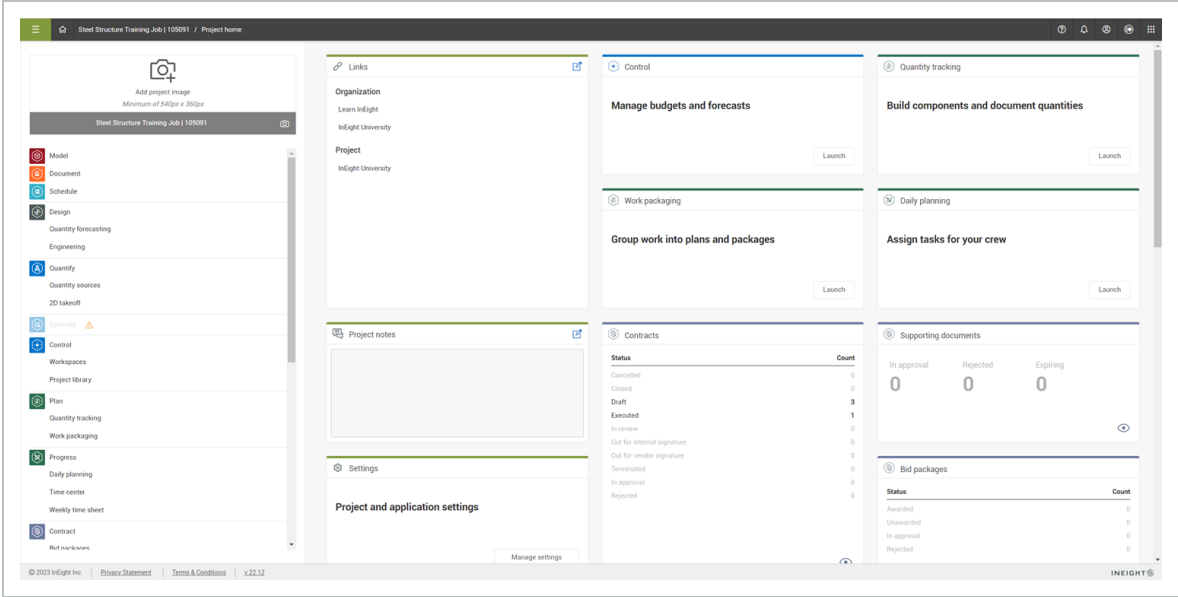 Steel Structure Training Job | 105091 / Project home
Add project image
Minimum of 540px x 360px
Steel Structure Training Job | 105091
Model
Document
Schedule
Design
Quantity forecasting
Engineering
Quantify
Quantity sources
2D takeoff
Estimate
Control
Workspaces
Project library
Plan
Quantity tracking
Work packaging
Progress
Daily planning
Time center
Weekly time sheet
Contract
Bid packages
Links
Organization
Learn.InEight
InEight University
Project
InEight University
Project notes
Settings
Project and application settings
Manage settings
Control
Manage budgets and forecasts
Launch
Work packaging
Group work into plans and packages
Launch
Contracts
Status Count
Cancelled 0
Closed 0
Draft 3
Executed 1
In review 0
Out for internal signature 0
Out for vendor signature 0
Terminated 0
In approval 0
Rejected 0
Quantity tracking
Build components and document quantities
Launch
Daily planning
Assign tasks for your crew
Launch
Supporting documents
In approval Rejected Expiring
0 0 0
Bid packages
Status Count
Awarded 0
Unawarded 0
In approval 0
Rejected 0
© 2023 InEight Inc. Privacy Statement Terms & Conditions v 22.12
INEIGHT